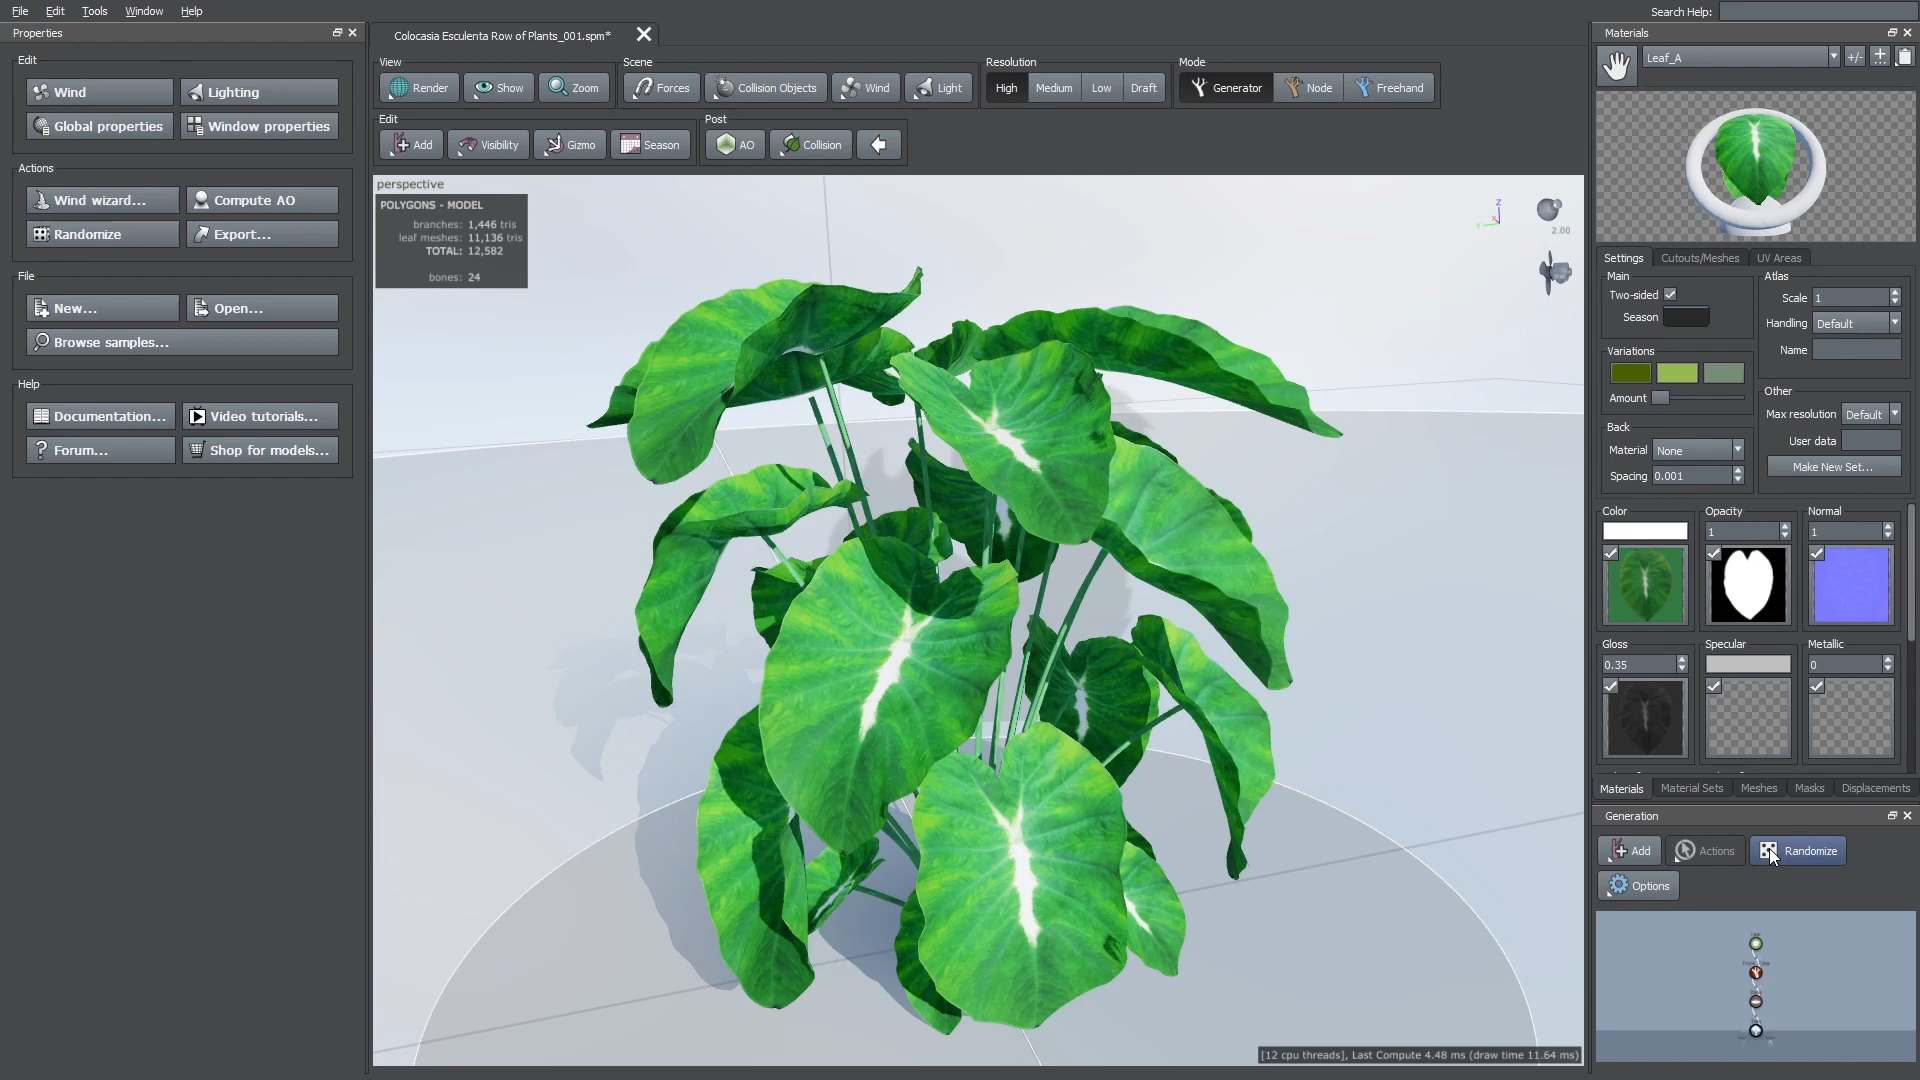 File Edit Tools Window Help
Search Help:
Properties
Edit
Wind
Lighting
Global properties
Window properties
Actions
Wind wizard...
Compute AO
Randomize
Export...
File
New...
Open...
Browse samples...
Help
Documentation...
Video tutorials...
Forum...
Shop for models...
Colocasia Esculenta Row of Plants_001.spm*
View
Render
Show
Zoom
Scene
Forces
Collision Objects
Wind
Light
Resolution
High
Medium
Low
Draft
Mode
Generator
Node
Freehand
Edit
Add
Visibility
Gizmo
Season
Post
AO
Collision
perspective
POLYGONS - MODEL
branches: 1,446 tris
leaf meshes: 11,136 tris
TOTAL: 12,582
bones: 24
Z
2.00
[12 cpu threads], Last Compute 4.48 ms (draw time 11.64 ms)
Materials
Leaf_A
+/-
Settings
Cutouts/Meshes
UV Areas
Main
Two-sided
Season
Variations
Amount
Back
Material None
Spacing 0.001
Atlas
Scale 1
Handling Default
Name
Other
Max resolution Default
User data
Make New Set...
Color
Opacity
1
Normal
1
Gloss
0.35
Specular
Metallic
0
Materials
Material Sets
Meshes
Masks
Displacements
Generation
Add
Actions
Randomize
Options